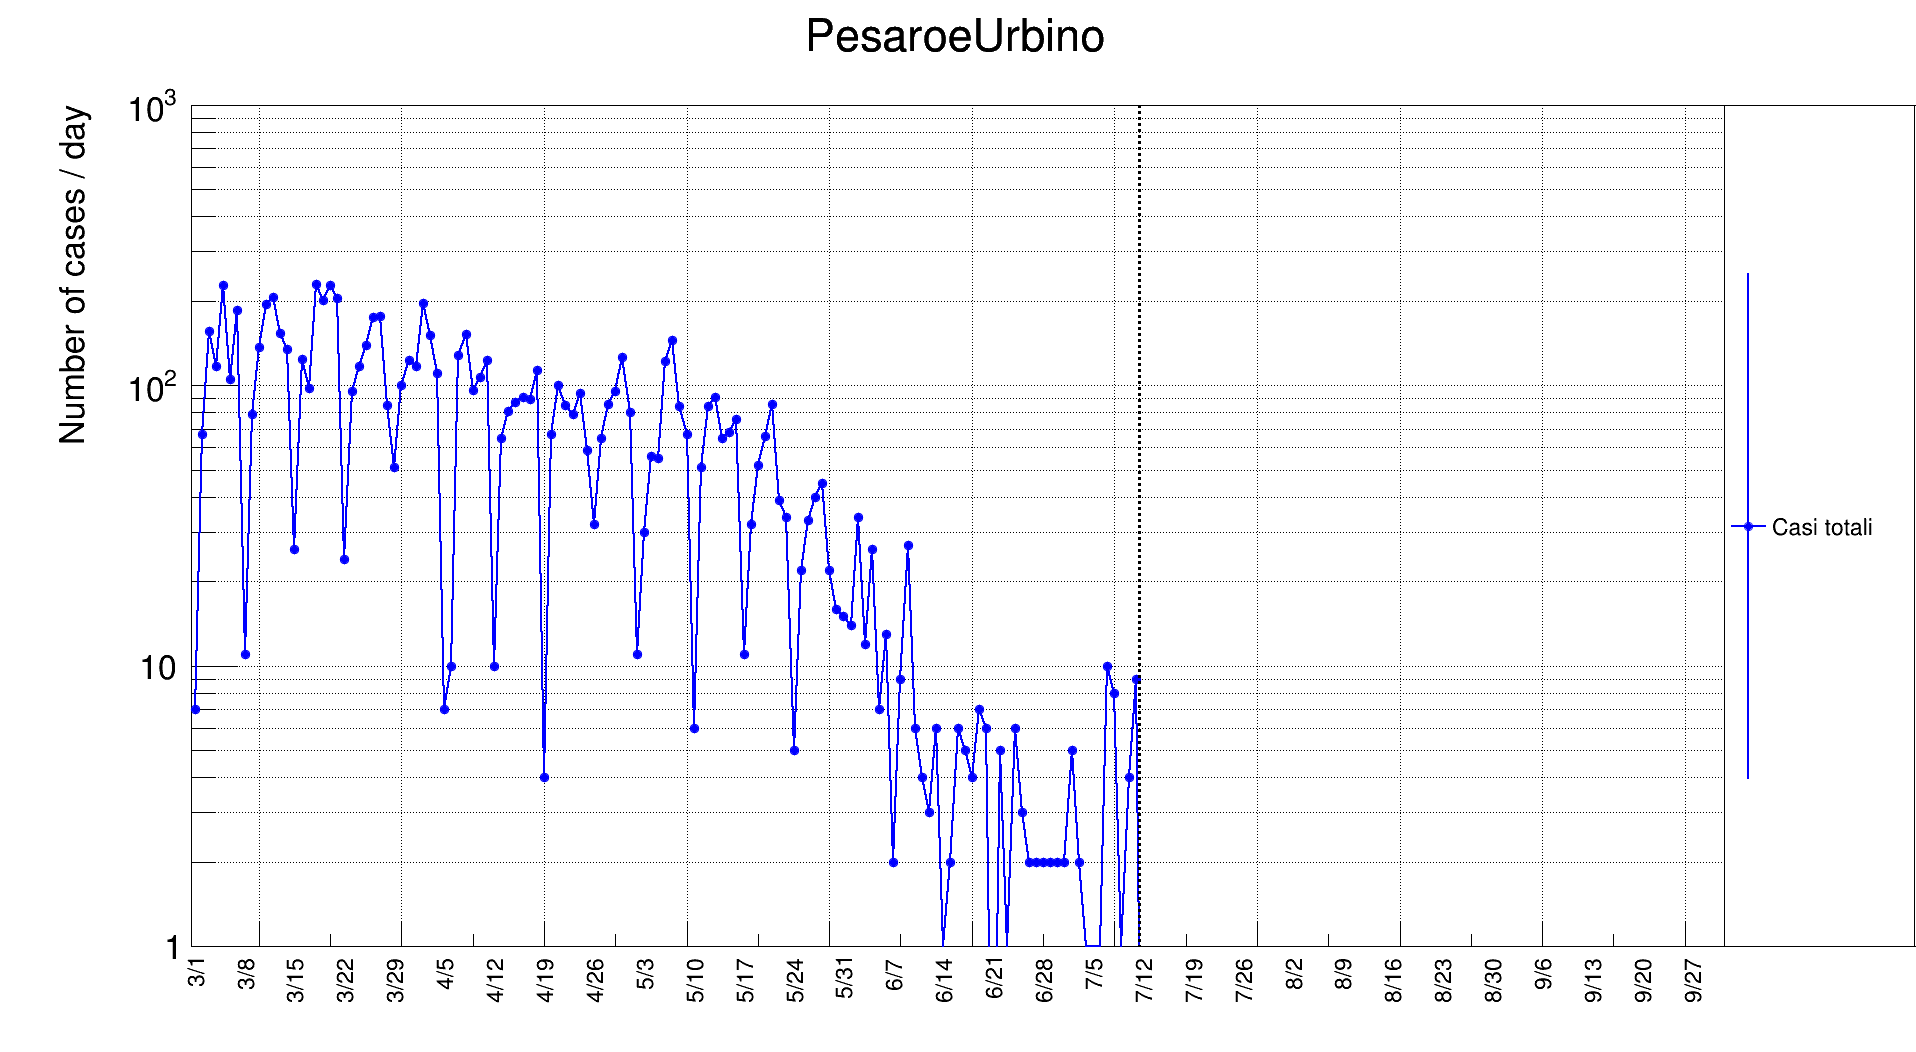 PesaroeUrbino
Number of cases / day
10³
10²
10
1
3/1 3/8 3/15 3/22 3/29 4/5 4/12 4/19 4/26 5/3 5/10 5/17 5/24 5/31 6/7 6/14 6/21 6/28 7/5 7/12 7/19 7/26 8/2 8/9 8/16 8/23 8/30 9/6 9/13 9/20 9/27
Casi totali